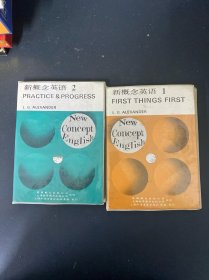 新概念英语 2
PRACTICE & PROGRESS
L. G. ALEXANDER
New
Concept
English
新概念英语 1
FIRST THINGS FIRST
L. G. ALEXANDER
New
Concept
English